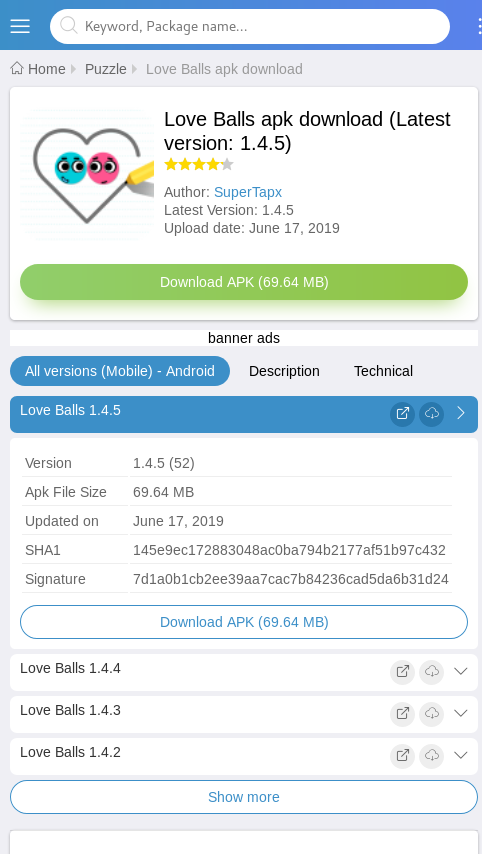 Keyword, Package name...
Home Puzzle Love Balls apk download
Love Balls apk download (Latest
version: 1.4.5)
Author: SuperTapx
Latest Version: 1.4.5
Upload date: June 17, 2019
Download APK (69.64 MB)
banner ads
All versions (Mobile) - Android Description Technical
Love Balls 1.4.5
Version 1.4.5 (52)
Apk File Size 69.64 MB
Updated on June 17, 2019
SHA1 145e9ec172883048ac0ba794b2177af51b97c432
Signature 7d1a0b1cb2ee39aa7cac7b84236cad5da6b31d24
Download APK (69.64 MB)
Love Balls 1.4.4
Love Balls 1.4.3
Love Balls 1.4.2
Show more